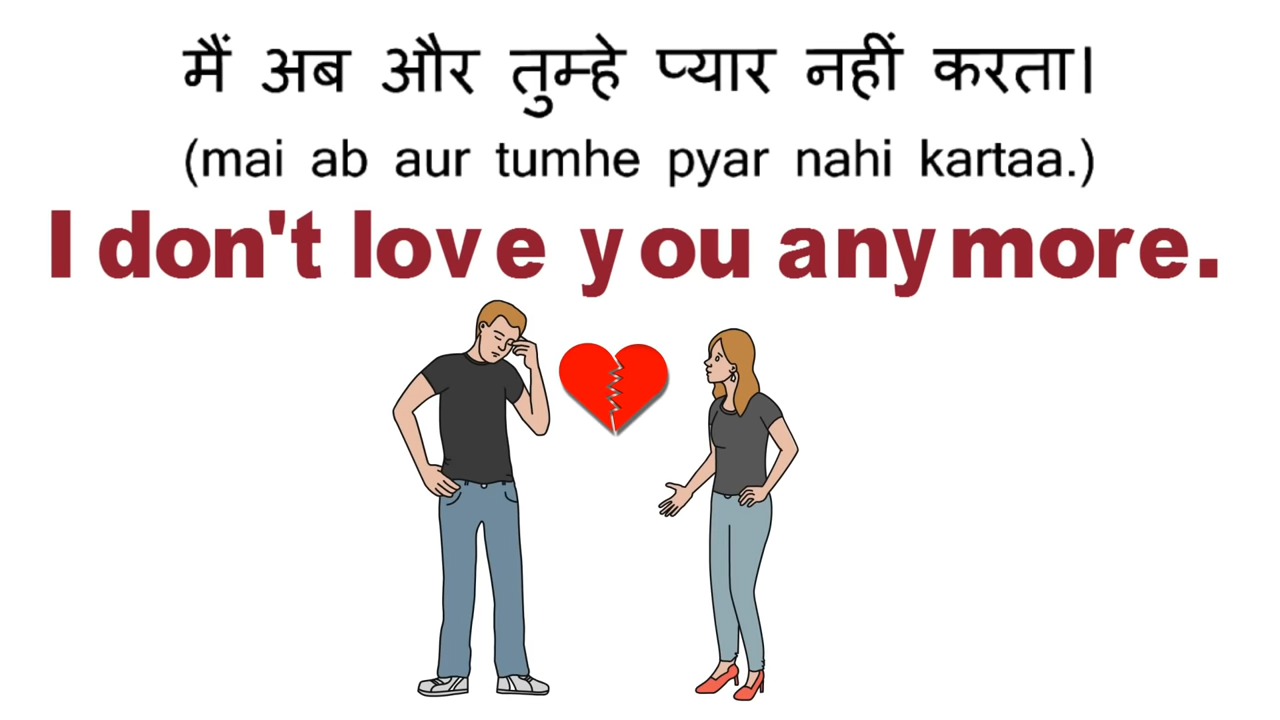 मैं अब और तुम्हे प्यार नहीं करता।
(mai ab aur tumhe pyar nahi kartaa.)
I don't love you anymore.